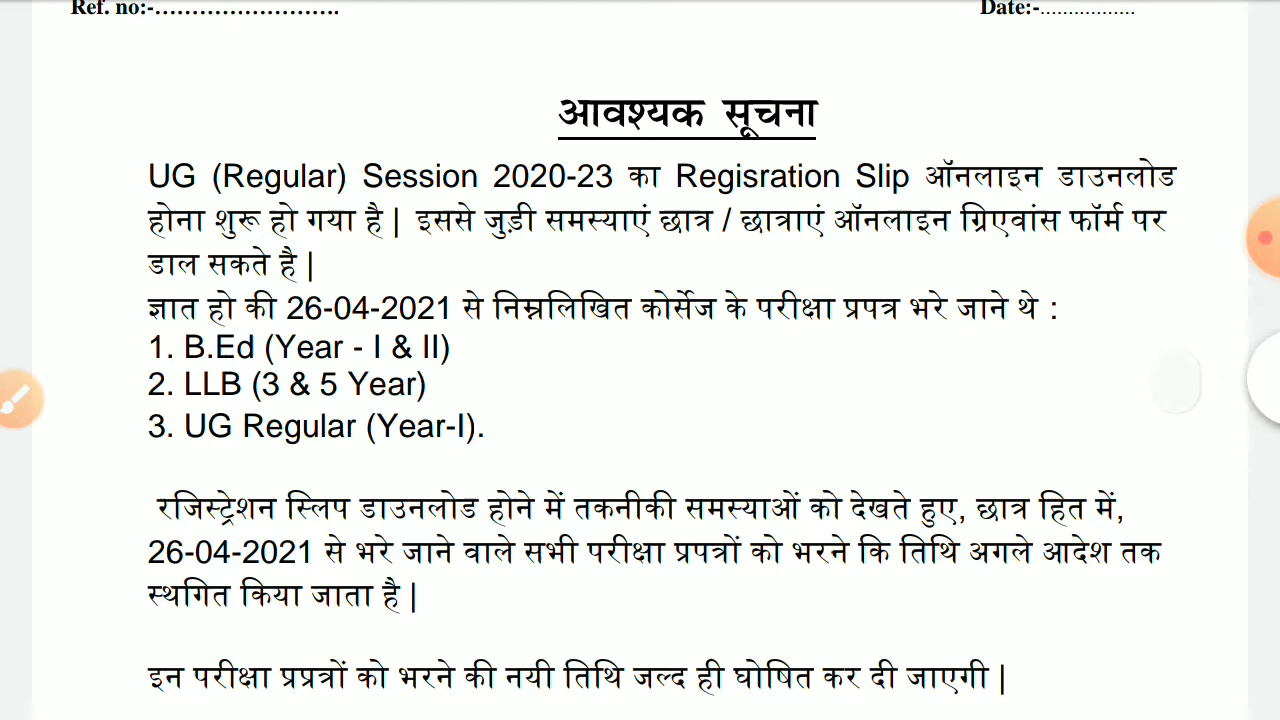 Ref. no:-…………………….
Date:-.................
आवश्यक सूचना
UG (Regular) Session 2020-23 का Regisration Slip ऑनलाइन डाउनलोड
होना शुरू हो गया है | इससे जुड़ी समस्याएं छात्र / छात्राएं ऑनलाइन ग्रिएवांस फॉर्म पर
डाल सकते है |
ज्ञात हो की 26-04-2021 से निम्नलिखित कोर्सेज के परीक्षा प्रपत्र भरे जाने थे :
1. B.Ed (Year - I & II)
2. LLB (3 & 5 Year)
3. UG Regular (Year-I).
रजिस्ट्रेशन स्लिप डाउनलोड होने में तकनीकी समस्याओं को देखते हुए, छात्र हित में,
26-04-2021 से भरे जाने वाले सभी परीक्षा प्रपत्रों को भरने कि तिथि अगले आदेश तक
स्थगित किया जाता है |
इन परीक्षा प्रप्रत्रों को भरने की नयी तिथि जल्द ही घोषित कर दी जाएगी |